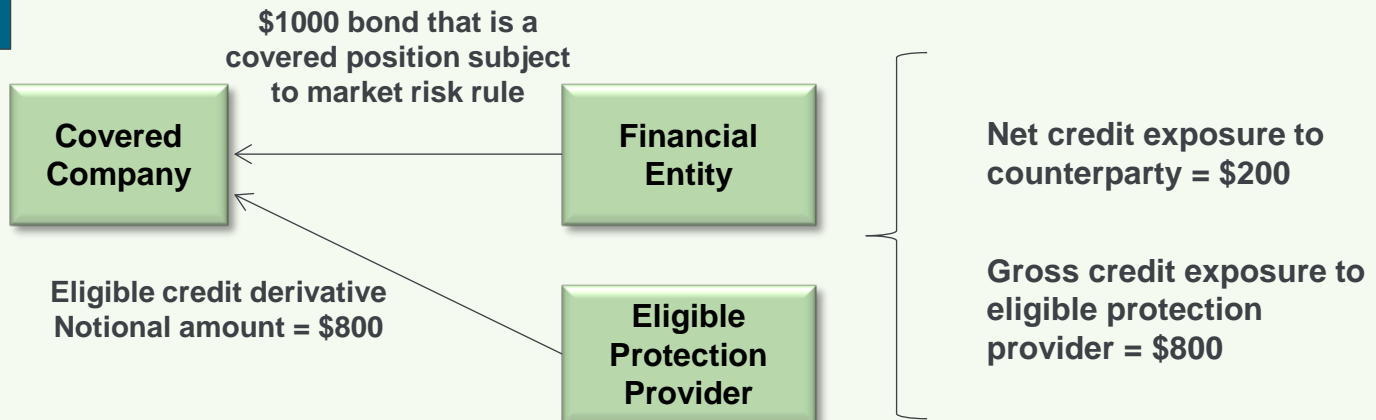 $1000 bond that is a
covered position subject
to market risk rule
Covered
Company
Financial
Entity
Eligible credit derivative
Notional amount = $800
Eligible
Protection
Provider
Net credit exposure to
counterparty = $200
Gross credit exposure to
eligible protection
provider = $800